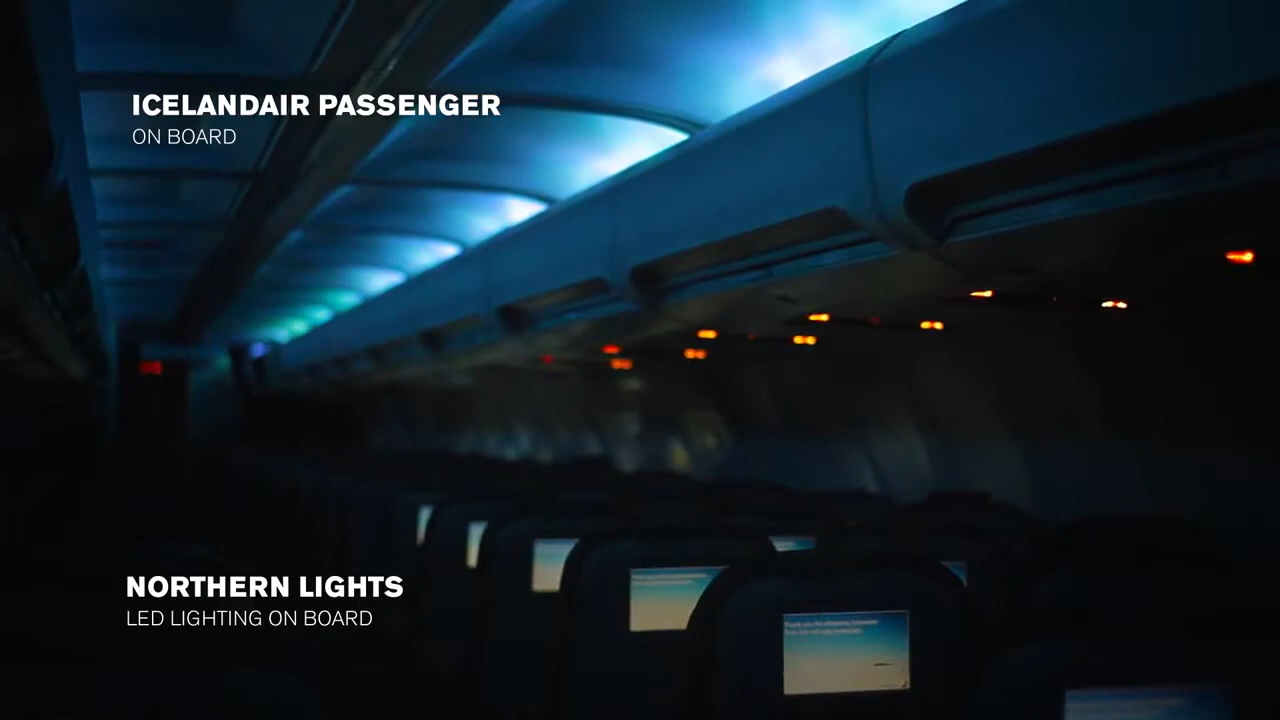 ICELANDAIR PASSENGER
ON BOARD
NORTHERN LIGHTS
LED LIGHTING ON BOARD